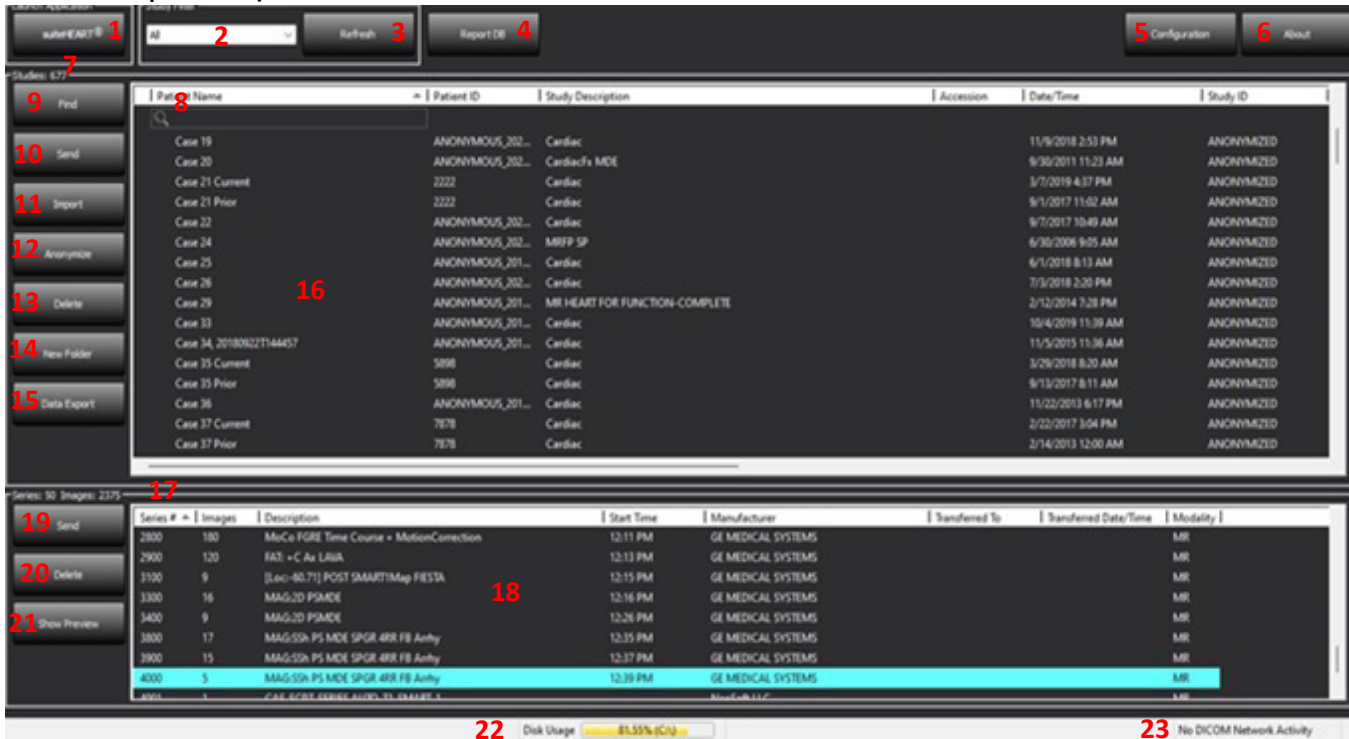 Launch Application
Study Filter
suiteHEART® 1
All 2
Refresh 3
Report DB 4
5 Configuration
6 About
7
Studies: 677
9 Find
10 Send
11 Import
12 Anonymize
13 Delete
14 New Folder
15 Data Export
8
Patient Name Patient ID Study Description Accession Date/Time Study ID
Case 19 ANONYMOUS_202... Cardiac 11/9/2018 2:53 PM ANONYMIZED
Case 20 ANONYMOUS_202... CardiacFx MDE 9/30/2011 11:23 AM ANONYMIZED
Case 21 Current 2222 Cardiac 3/7/2019 4:37 PM ANONYMIZED
Case 21 Prior 2222 Cardiac 9/1/2017 11:02 AM ANONYMIZED
Case 22 ANONYMOUS_202... Cardiac 9/7/2017 10:49 AM ANONYMIZED
Case 24 ANONYMOUS_202... MRFP SP 6/30/2006 9:05 AM ANONYMIZED
Case 25 ANONYMOUS_201... Cardiac 6/1/2018 8:13 AM ANONYMIZED
Case 26 ANONYMOUS_202... Cardiac 7/3/2018 2:20 PM ANONYMIZED
16
Case 29 ANONYMOUS_201... MR HEART FOR FUNCTION-COMPLETE 2/12/2014 7:28 PM ANONYMIZED
Case 33 ANONYMOUS_201... Cardiac 10/4/2019 11:39 AM ANONYMIZED
Case 34, 20180922T144457 ANONYMOUS_201... Cardiac 11/5/2015 11:36 AM ANONYMIZED
Case 35 Current 5898 Cardiac 3/29/2018 8:20 AM ANONYMIZED
Case 35 Prior 5898 Cardiac 9/13/2017 8:11 AM ANONYMIZED
Case 36 ANONYMOUS_201... Cardiac 11/22/2013 6:17 PM ANONYMIZED
Case 37 Current 7878 Cardiac 2/22/2017 3:04 PM ANONYMIZED
Case 37 Prior 7878 Cardiac 2/14/2013 12:00 AM ANONYMIZED
Series: 50 Images: 2375
17
19 Send
20 Delete
21 Show Preview
Series # Images Description Start Time Manufacturer Transferred To Transferred Date/Time Modality
2800 180 MoCo FGRE Time Course + MotionCorrection 12:11 PM GE MEDICAL SYSTEMS MR
2900 120 FAT: +C Ax LAVA 12:13 PM GE MEDICAL SYSTEMS MR
3100 9 [Loc:-60.71] POST SMART1Map FIESTA 12:15 PM GE MEDICAL SYSTEMS MR
18
3300 16 MAG:2D PSMDE 12:16 PM GE MEDICAL SYSTEMS MR
3400 9 MAG:2D PSMDE 12:26 PM GE MEDICAL SYSTEMS MR
3800 17 MAG:SSh PS MDE SPGR 4RR FB Arrhy 12:35 PM GE MEDICAL SYSTEMS MR
3900 15 MAG:SSh PS MDE SPGR 4RR FB Arrhy 12:37 PM GE MEDICAL SYSTEMS MR
4000 5 MAG:SSh PS MDE SPGR 4RR FB Arrhy 12:39 PM GE MEDICAL SYSTEMS MR
4001 1 NeoSoft LLC MR
22 Disk Usage 81.55% (C:\)
23 No DICOM Network Activity